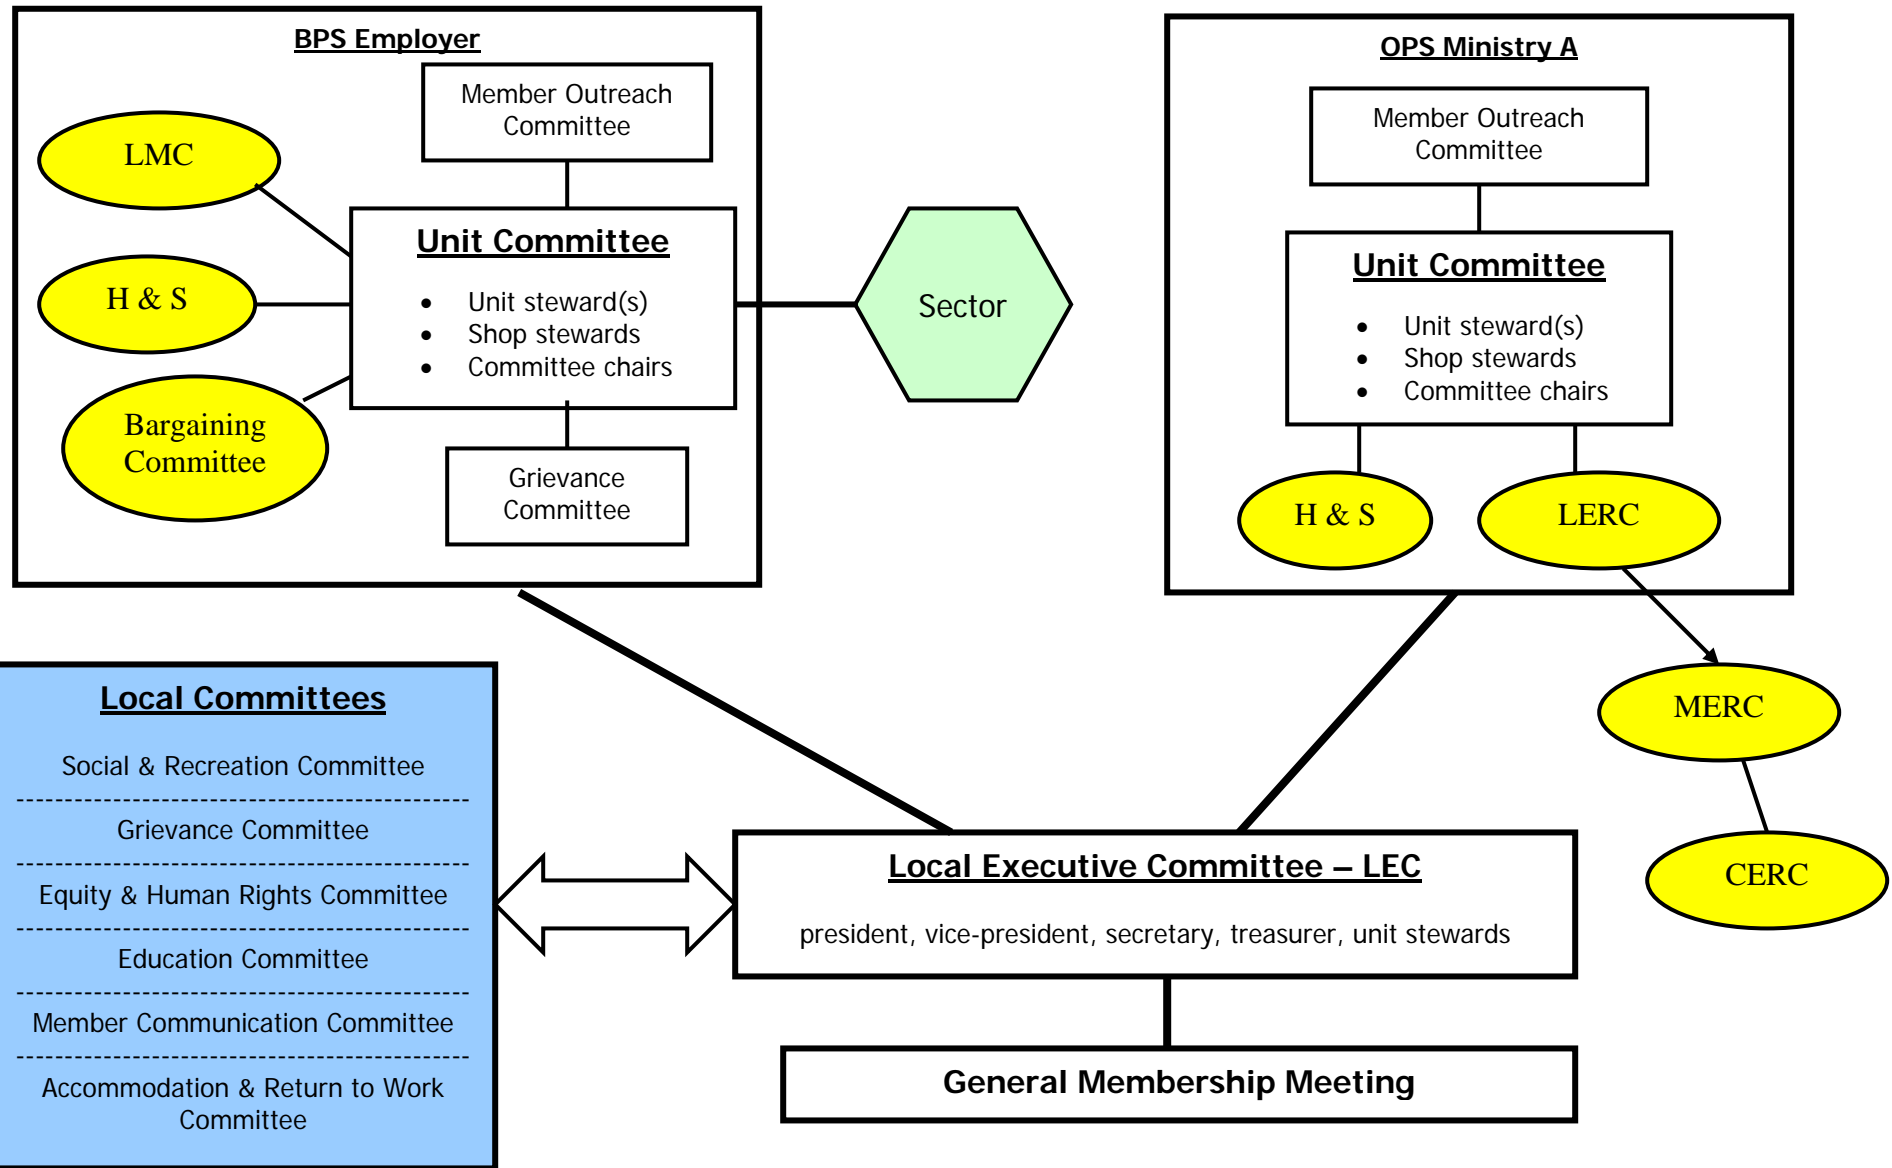 BPS Employer
Member Outreach
Committee
LMC
H & S
Bargaining
Committee
Unit Committee
• Unit steward(s)
• Shop stewards
• Committee chairs
Grievance
Committee
Sector
OPS Ministry A
Member Outreach
Committee
Unit Committee
• Unit steward(s)
• Shop stewards
• Committee chairs
H & S
LERC
MERC
CERC
Local Committees
Social & Recreation Committee
Grievance Committee
Equity & Human Rights Committee
Education Committee
Member Communication Committee
Accommodation & Return to Work
Committee
Local Executive Committee – LEC
president, vice-president, secretary, treasurer, unit stewards
General Membership Meeting